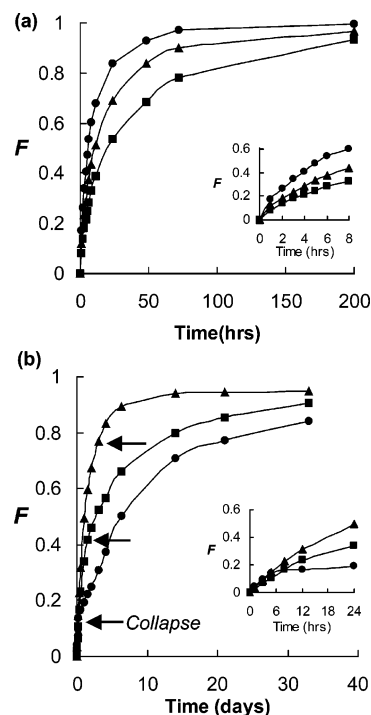 (a)
1
0.8
0.6
0.4
0.2
0
F
0 50 100 150 200
Time(hrs)
0.6
0.4
0.2
0
F
0 2 4 6 8
Time (hrs)
(b)
1
0.8
0.6
0.4
0.2
0
F
Collapse
0 10 20 30 40
Time (days)
0.6
0.4
0.2
0
F
0 6 12 18 24
Time (hrs)